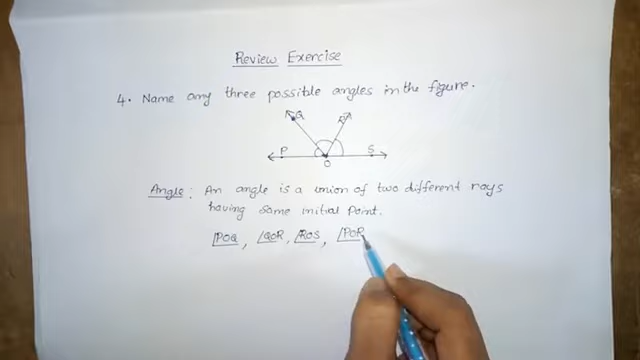 Review Exercise
4. Name any three possible angles in the figure.
Q R
P S
O
Angle: An angle is a union of two different rays
having same initial point.
∠POQ, ∠QOR, ∠ROS, ∠POR